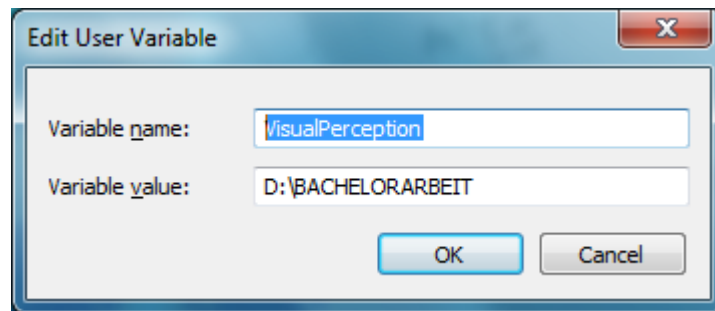 Edit User Variable
Variable name: VisualPerception
Variable value: D:\BACHELORARBEIT
OK Cancel